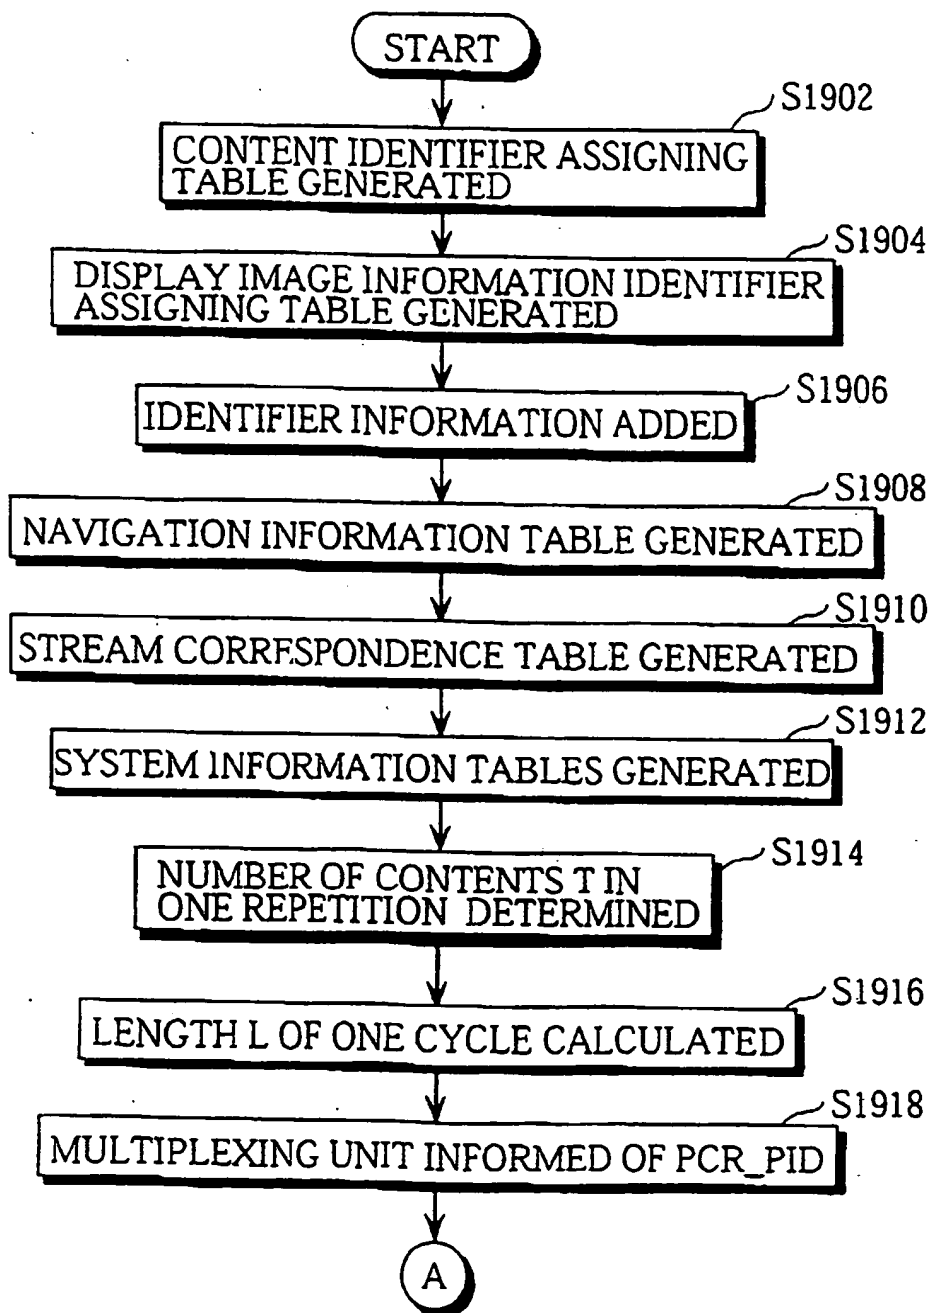 START
S1902
CONTENT IDENTIFIER ASSIGNING
TABLE GENERATED
S1904
DISPLAY IMAGE INFORMATION IDENTIFIER
ASSIGNING TABLE GENERATED
S1906
IDENTIFIER INFORMATION ADDED
S1908
NAVIGATION INFORMATION TABLE GENERATED
S1910
STREAM CORRESPONDENCE TABLE GENERATED
S1912
SYSTEM INFORMATION TABLES GENERATED
S1914
NUMBER OF CONTENTS T IN
ONE REPETITION DETERMINED
S1916
LENGTH L OF ONE CYCLE CALCULATED
S1918
MULTIPLEXING UNIT INFORMED OF PCR_PID
A